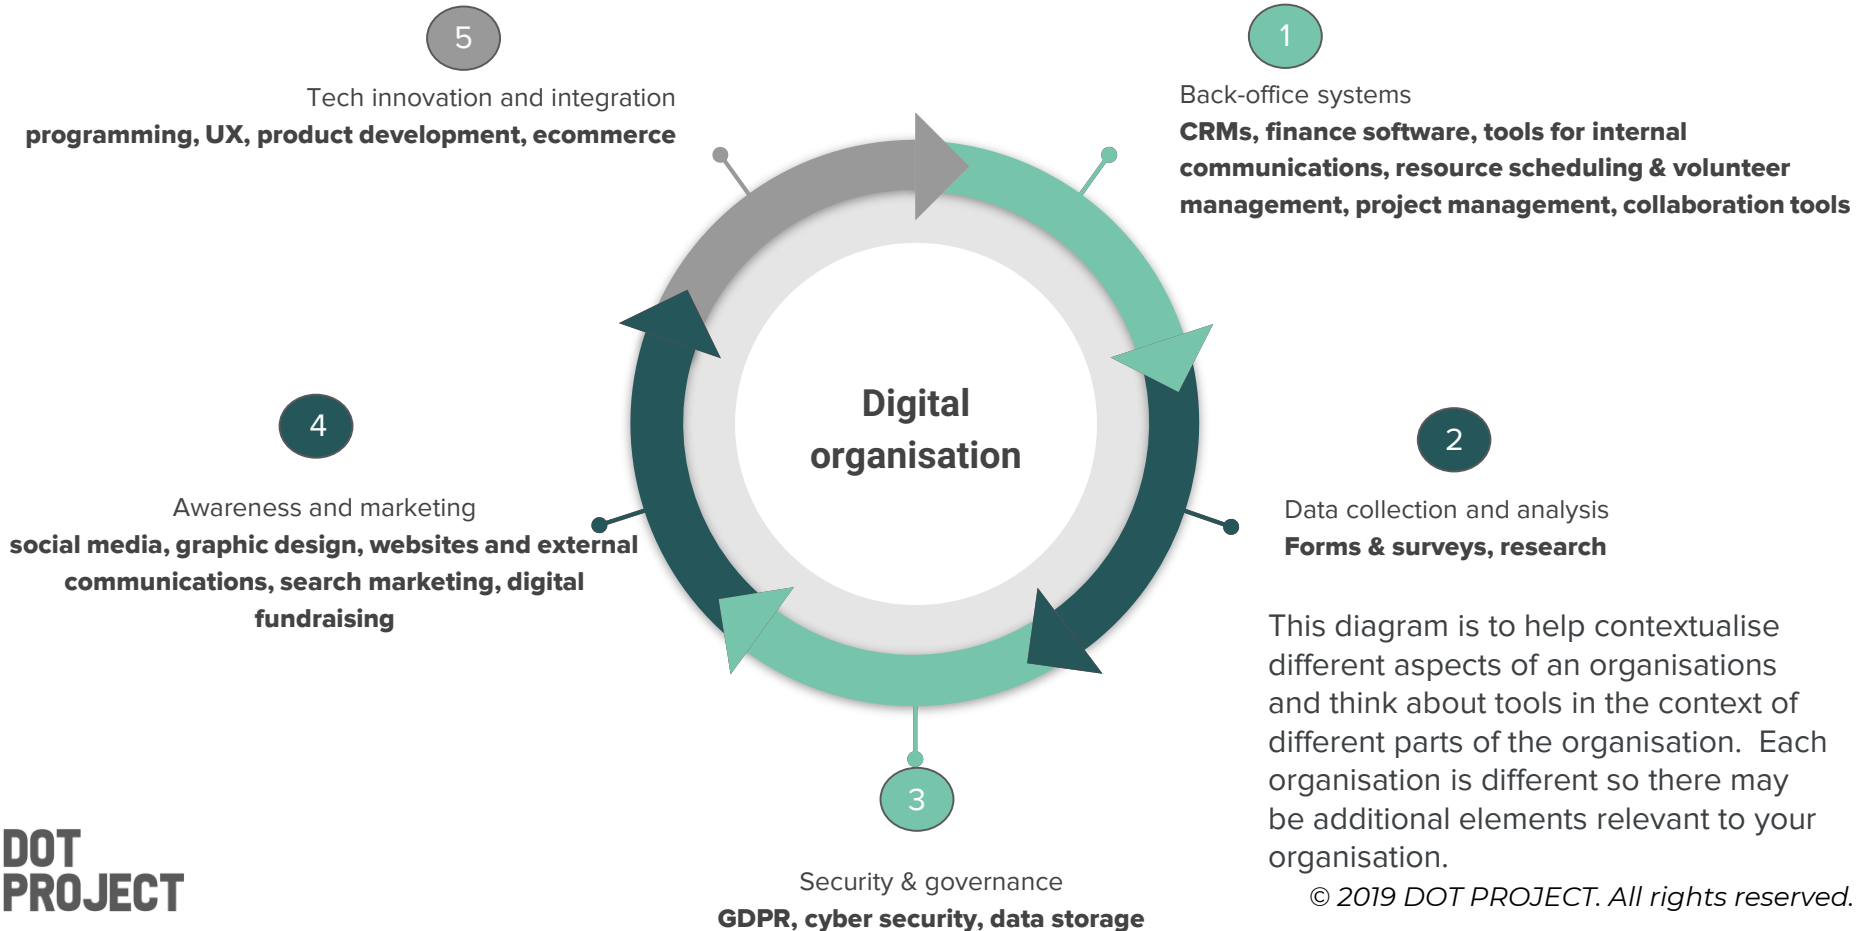 5
Tech innovation and integration
programming, UX, product development, ecommerce
1
Back-office systems
CRMs, finance software, tools for internal
communications, resource scheduling & volunteer
management, project management, collaboration tools
Digital
organisation
2
Data collection and analysis
Forms & surveys, research
3
Security & governance
GDPR, cyber security, data storage
4
Awareness and marketing
social media, graphic design, websites and external
communications, search marketing, digital
fundraising
This diagram is to help contextualise
different aspects of an organisations
and think about tools in the context of
different parts of the organisation.  Each
organisation is different so there may
be additional elements relevant to your
organisation.
© 2019 DOT PROJECT. All rights reserved.
DOT
PROJECT